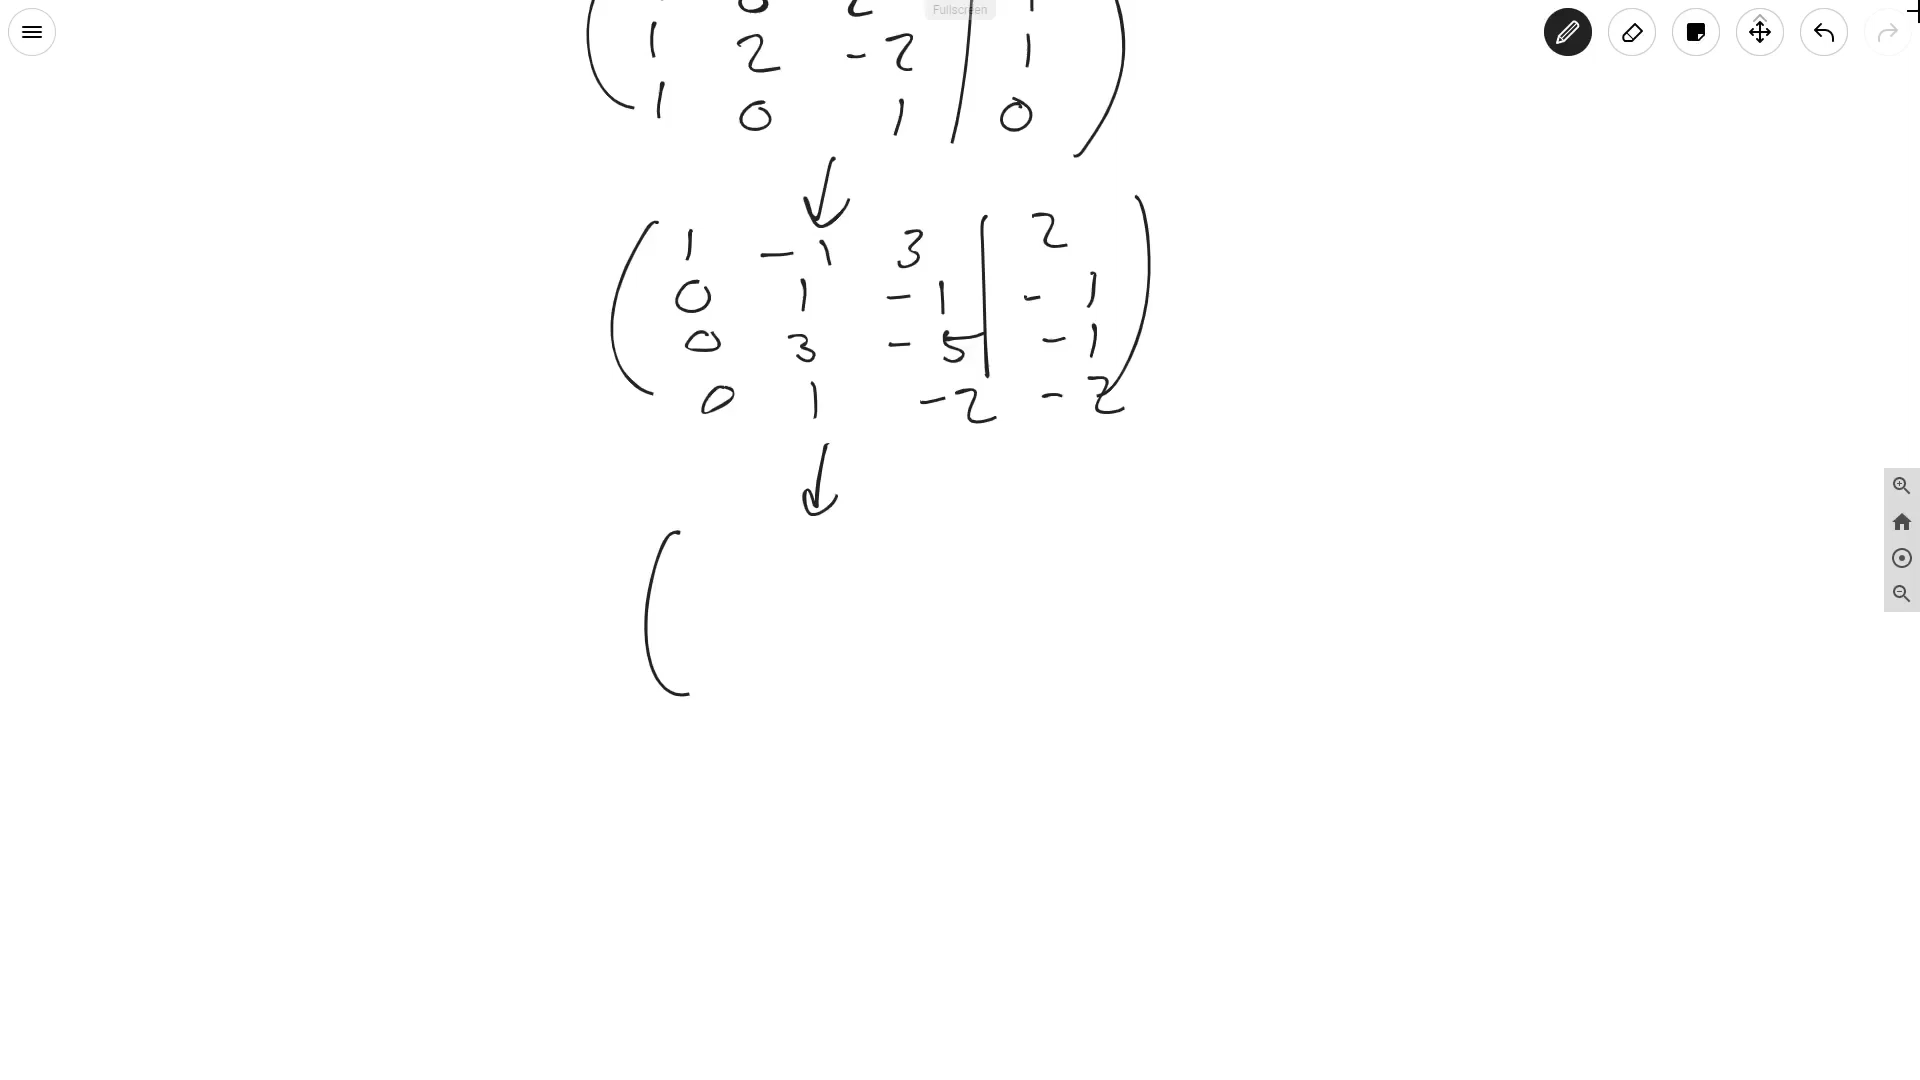 Fullscreen
1 2 -2 | 1
1 0 1 | 0
1 -1 3 | 2
0 1 -1 | -1
0 3 -5 | -1
0 1 -2 -2